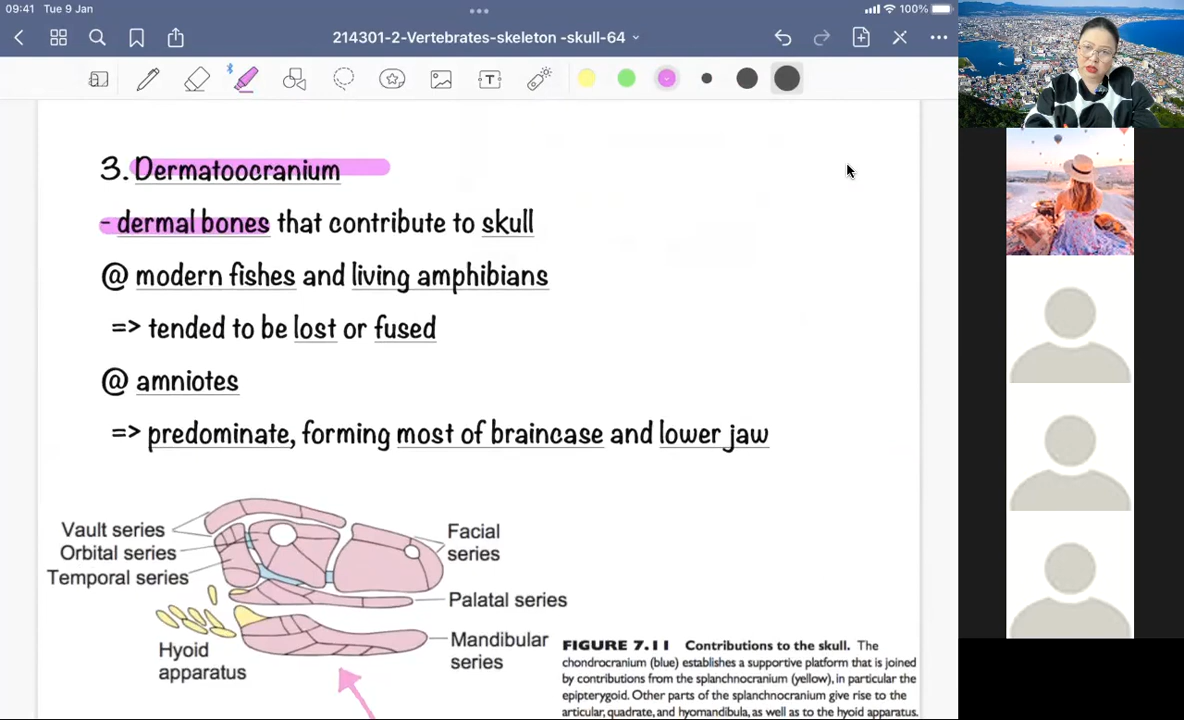 09:41 Tue 9 Jan
100%
214301-2-Vertebrates-skeleton -skull-64
3. Dermatoocranium
- dermal bones that contribute to skull
@ modern fishes and living amphibians
=> tended to be lost or fused
@ amniotes
=> predominate, forming most of braincase and lower jaw
Vault series
Orbital series
Temporal series
Hyoid
apparatus
Facial
series
Palatal series
Mandibular
series
FIGURE 7.11 Contributions to the skull. The
chondrocranium (blue) establishes a supportive platform that is joined
by contributions from the splanchnocranium (yellow), in particular the
epipterygoid. Other parts of the splanchnocranium give rise to the
articular, quadrate, and hyomandibula, as well as to the hyoid apparatus.